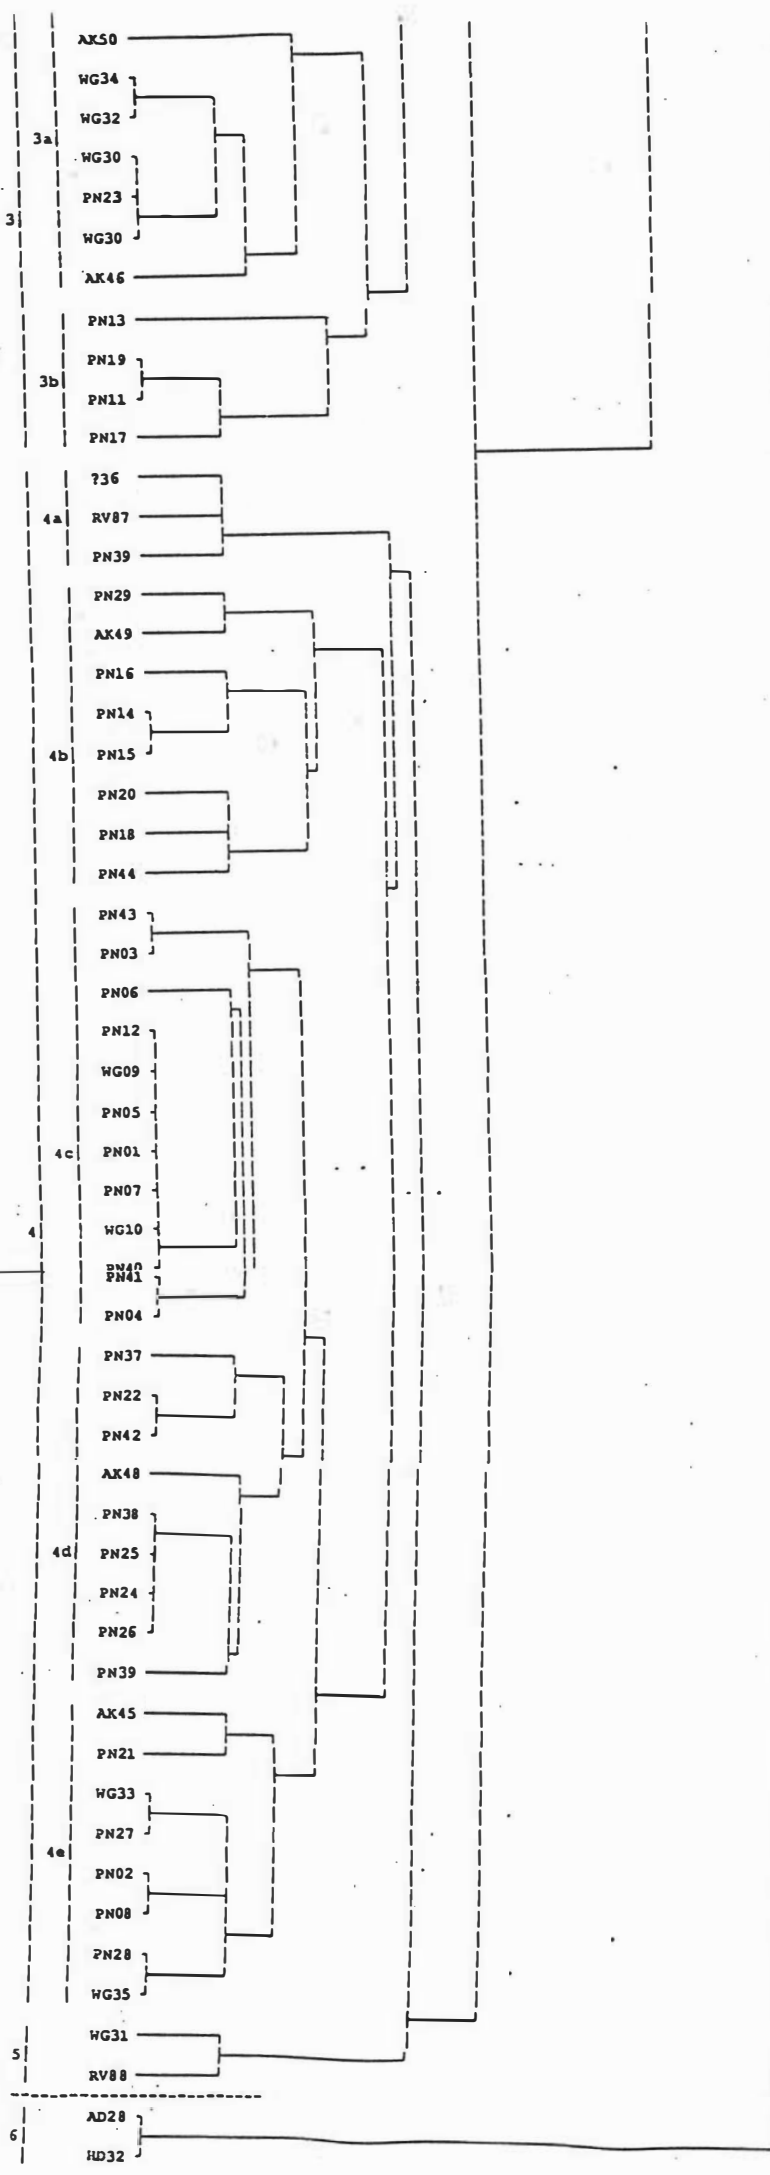 AK50
WG34
WG32
3a
WG30
PN23
3
WG30
AK46
PN13
PN19
3b
PN11
PN17
?36
4a
RV87
PN39
PN29
AK49
PN16
PN14
4b
PN15
PN20
PN18
PN44
PN43
PN03
PN06
PN12
WG09
PN05
4c
PN01
PN07
4
WG10
PN40
PN41
PN04
PN37
PN22
PN42
AK48
PN38
4d
PN25
PN24
PN26
PN39
AK45
PN21
WG33
PN27
4e
PN02
PN08
PN28
WG35
WG31
5
RV88
AD28
6
HD32